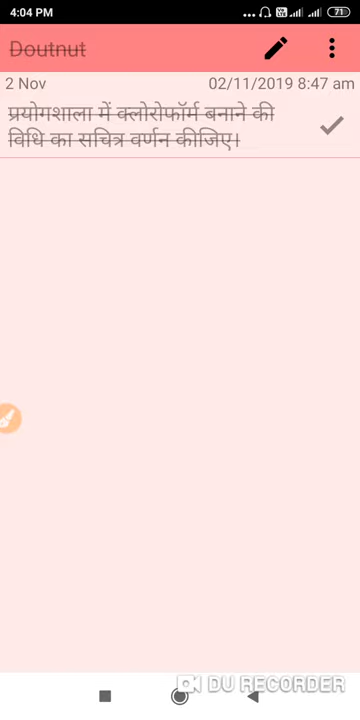 4:04 PM 71
Doutnut
2 Nov 02/11/2019 8:47 am
प्रयोगशाला में क्लोरोफॉर्म बनाने की
विधि का सचित्र वर्णन कीजिए।
DU RECORDER